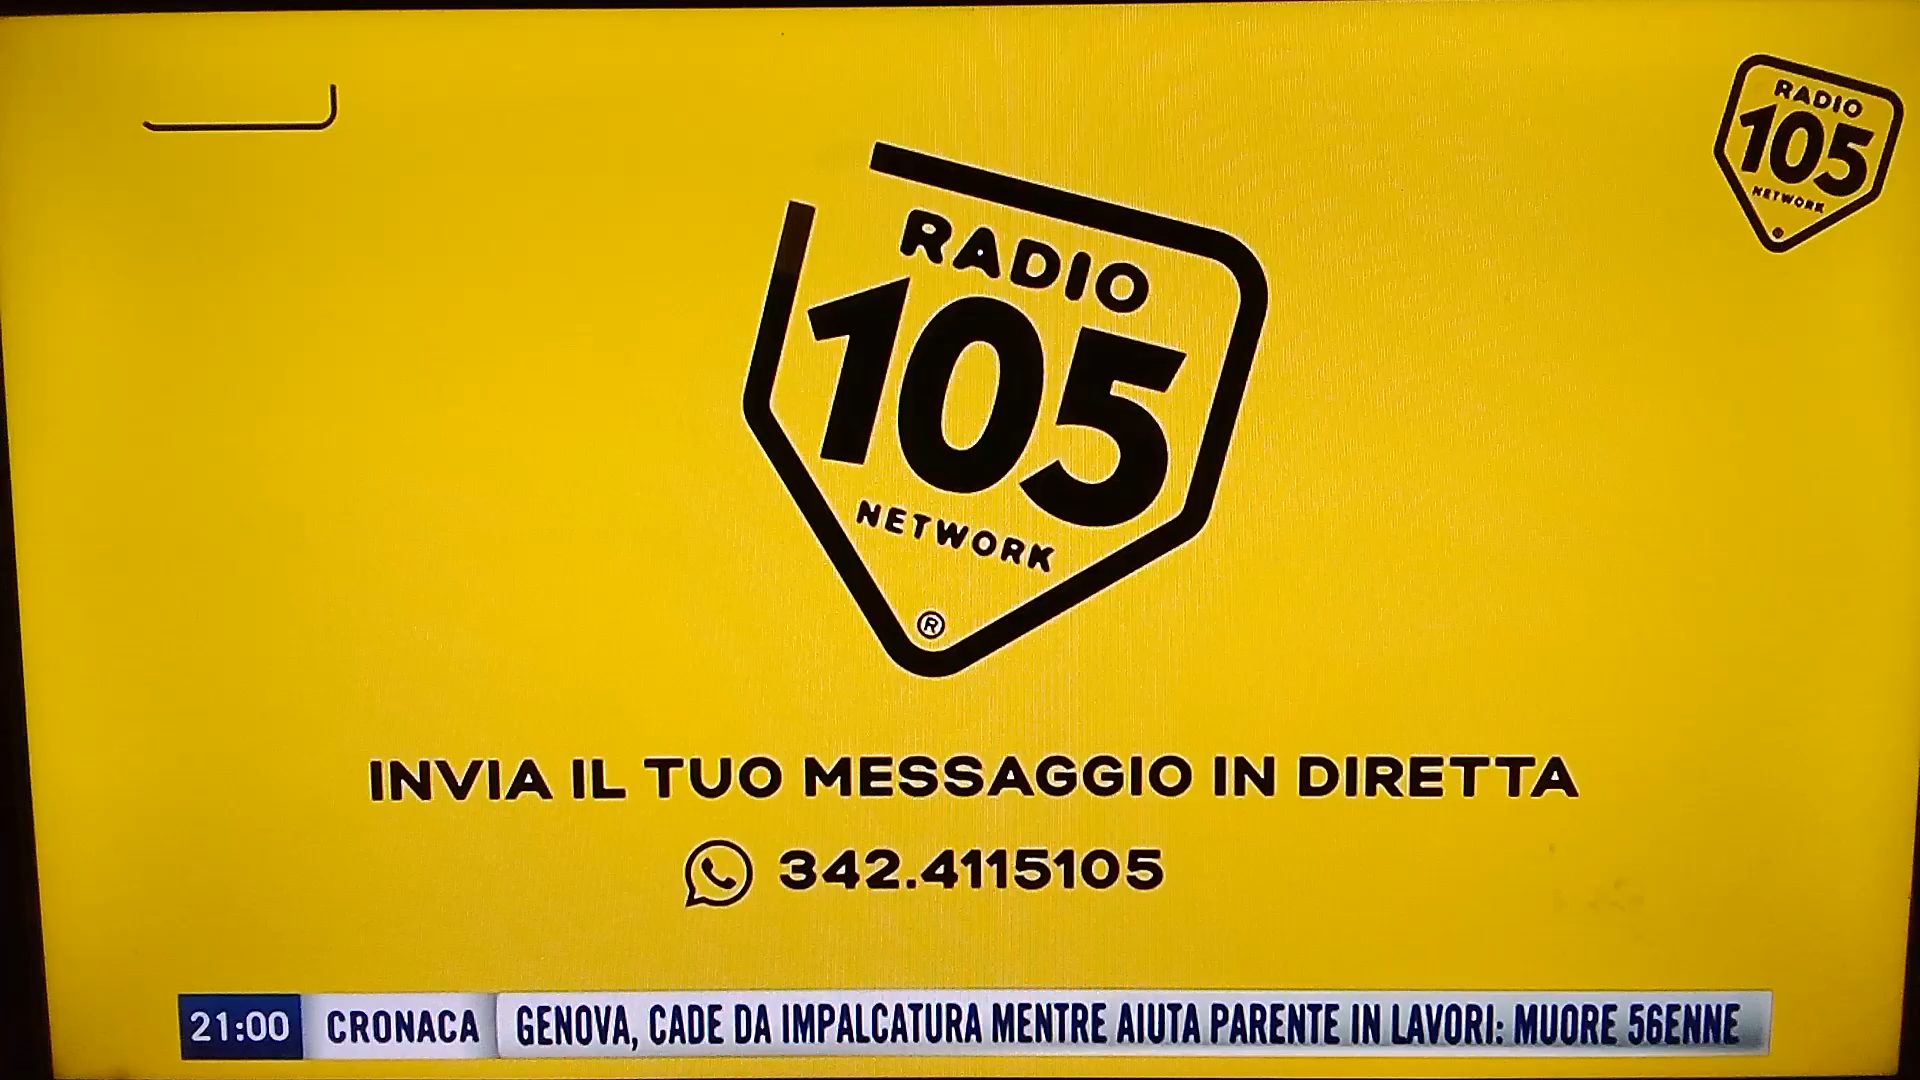 RADIO
105
NETWORK
RADIO
105
NETWORK
®
INVIA IL TUO MESSAGGIO IN DIRETTA
342.4115105
21:00 CRONACA GENOVA, CADE DA IMPALCATURA MENTRE AIUTA PARENTE IN LAVORI: MUORE 56ENNE